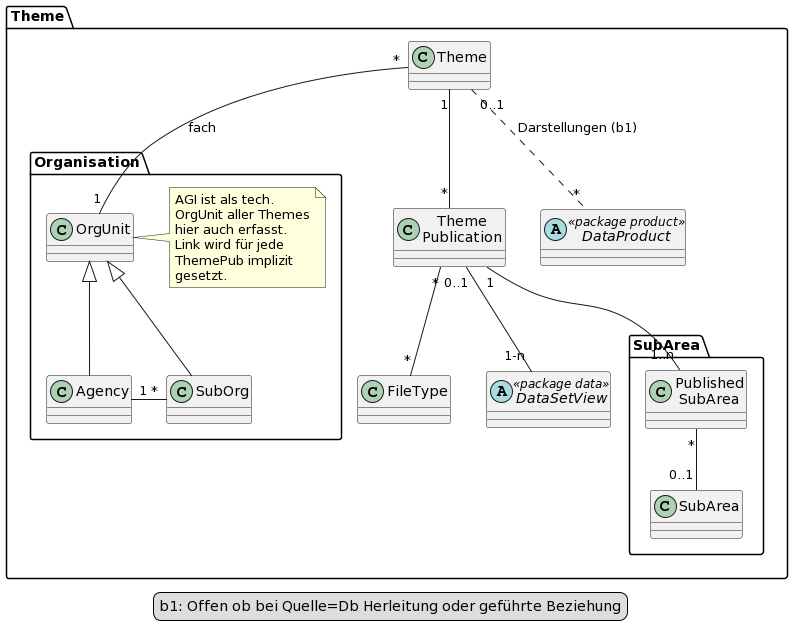 Theme
C Theme
*
1
0..1
fach
Darstellungen (b1)
Organisation
1
C OrgUnit
AGI ist als tech.
OrgUnit aller Themes
hier auch erfasst.
Link wird für jede
ThemePub implizit
gesetzt.
*
C Theme
Publication
*
A «package product»
DataProduct
* 0..1 1
C Agency
1 *
C SubOrg
*
C FileType
1-n
A «package data»
DataSetView
SubArea
1..n
C Published
SubArea
*
0..1
C SubArea
b1: Offen ob bei Quelle=Db Herleitung oder geführte Beziehung